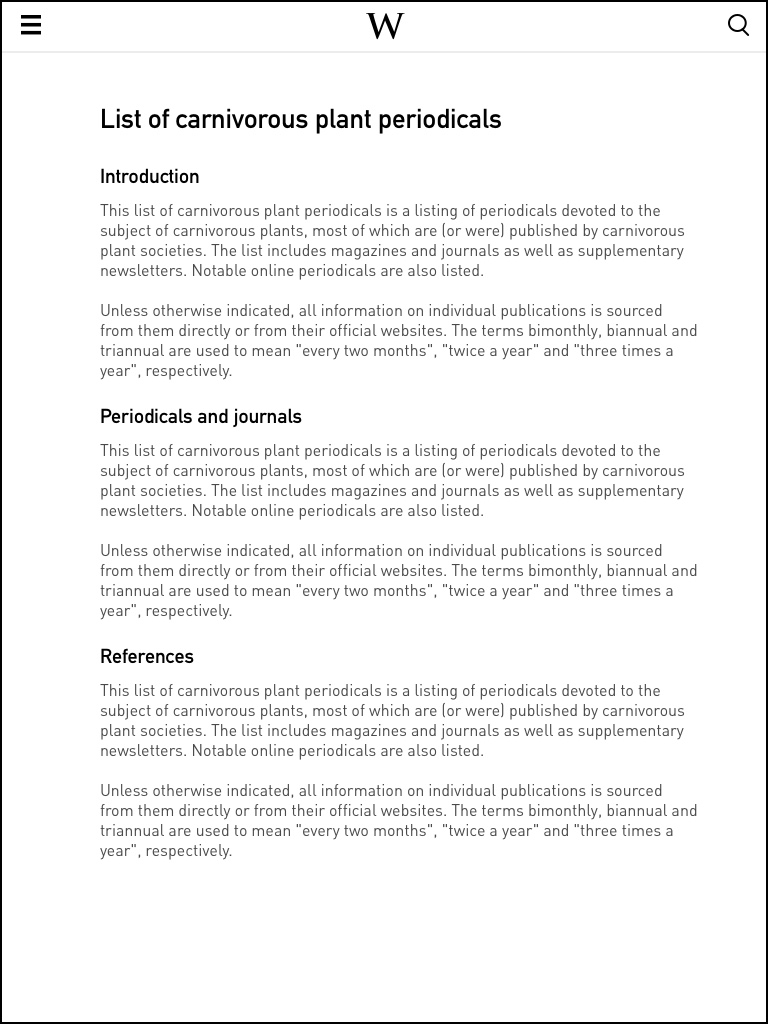 W
List of carnivorous plant periodicals
Introduction
This list of carnivorous plant periodicals is a listing of periodicals devoted to the
subject of carnivorous plants, most of which are (or were) published by carnivorous
plant societies. The list includes magazines and journals as well as supplementary
newsletters. Notable online periodicals are also listed.
Unless otherwise indicated, all information on individual publications is sourced
from them directly or from their official websites. The terms bimonthly, biannual and
triannual are used to mean "every two months", "twice a year" and "three times a
year", respectively.
Periodicals and journals
This list of carnivorous plant periodicals is a listing of periodicals devoted to the
subject of carnivorous plants, most of which are (or were) published by carnivorous
plant societies. The list includes magazines and journals as well as supplementary
newsletters. Notable online periodicals are also listed.
Unless otherwise indicated, all information on individual publications is sourced
from them directly or from their official websites. The terms bimonthly, biannual and
triannual are used to mean "every two months", "twice a year" and "three times a
year", respectively.
References
This list of carnivorous plant periodicals is a listing of periodicals devoted to the
subject of carnivorous plants, most of which are (or were) published by carnivorous
plant societies. The list includes magazines and journals as well as supplementary
newsletters. Notable online periodicals are also listed.
Unless otherwise indicated, all information on individual publications is sourced
from them directly or from their official websites. The terms bimonthly, biannual and
triannual are used to mean "every two months", "twice a year" and "three times a
year", respectively.